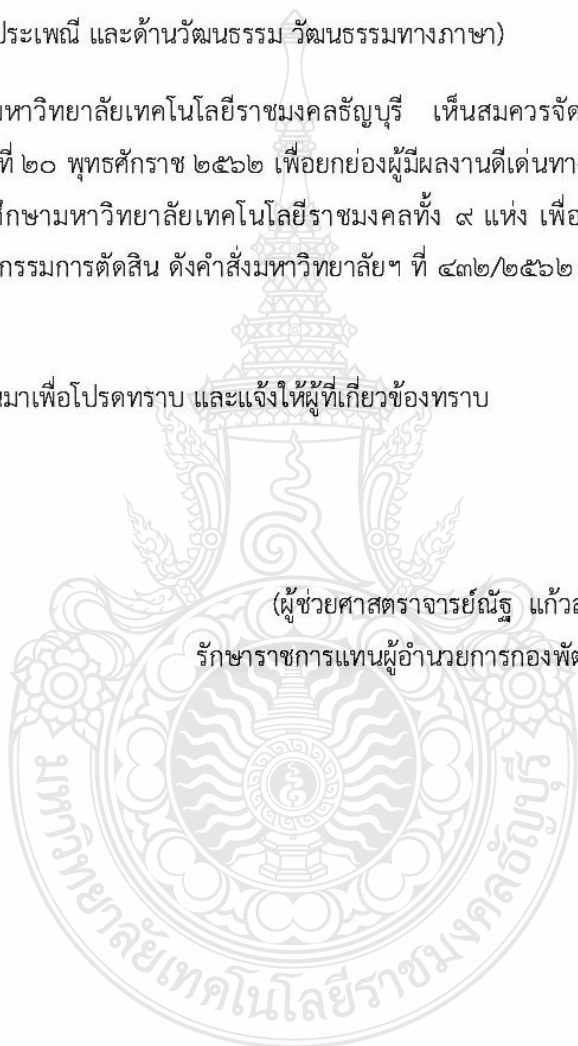 ประเพณี และด้านวัฒนธรรม วัฒนธรรมทางภาษา)
มหาวิทยาลัยเทคโนโลยีราชมงคลธัญบุรี เห็นสมควรจัด
ที่ ๒๐ พุทธศักราช ๒๕๖๒ เพื่อยกย่องผู้มีผลงานดีเด่นทาง
ศึกษามหาวิทยาลัยเทคโนโลยีราชมงคลทั้ง ๙ แห่ง เพื่อ
กรรมการตัดสิน ดังคำสั่งมหาวิทยาลัยฯ ที่ ๔๓๒/๒๕๖๒
มาเพื่อโปรดทราบ และแจ้งให้ผู้ที่เกี่ยวข้องทราบ
(ผู้ช่วยศาสตราจารย์ณัฐ แก้ว
รักษาราชการแทนผู้อำนวยการกองพัฒ
มหาวิทยาลัยเทคโนโลยีราชมงคลธัญบุรี